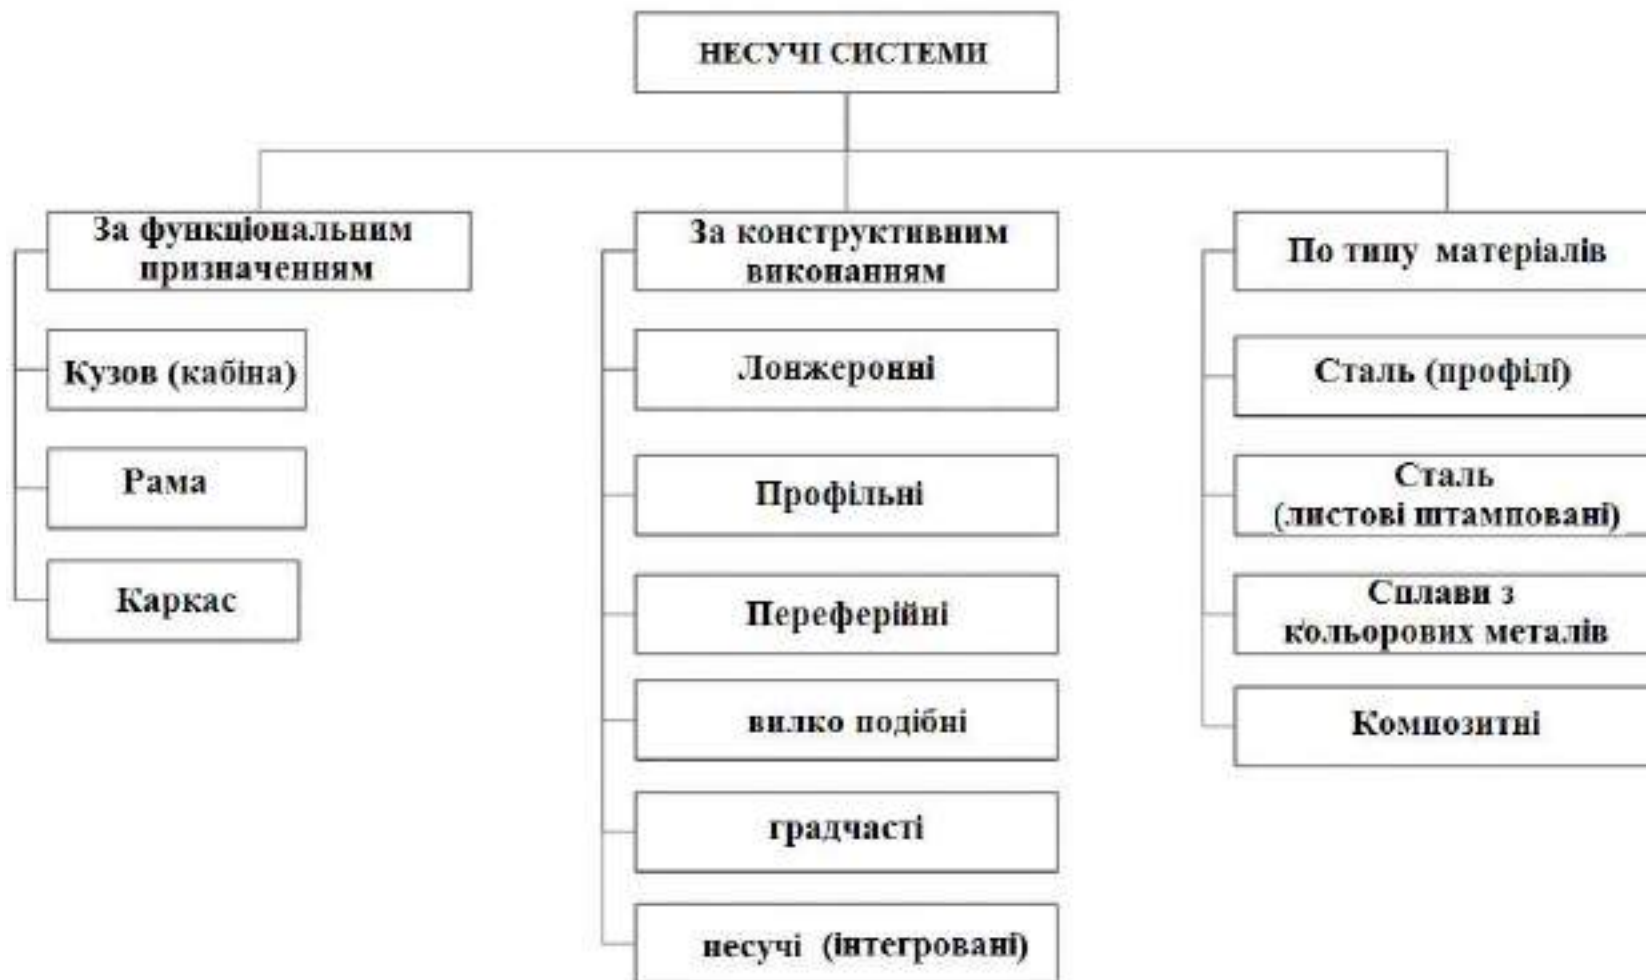 НЕСУЧІ СИСТЕМИ
За функціональним
призначенням
Кузов (кабіна)
Рама
Каркас
За конструктивним
виконанням
Лонжеронні
Профільні
Переферійні
вилко подібні
градчасті
несучі (інтегровані)
По типу матеріалів
Сталь (профілі)
Сталь
(листові штамповані)
Сплави з
кольорових металів
Композитні